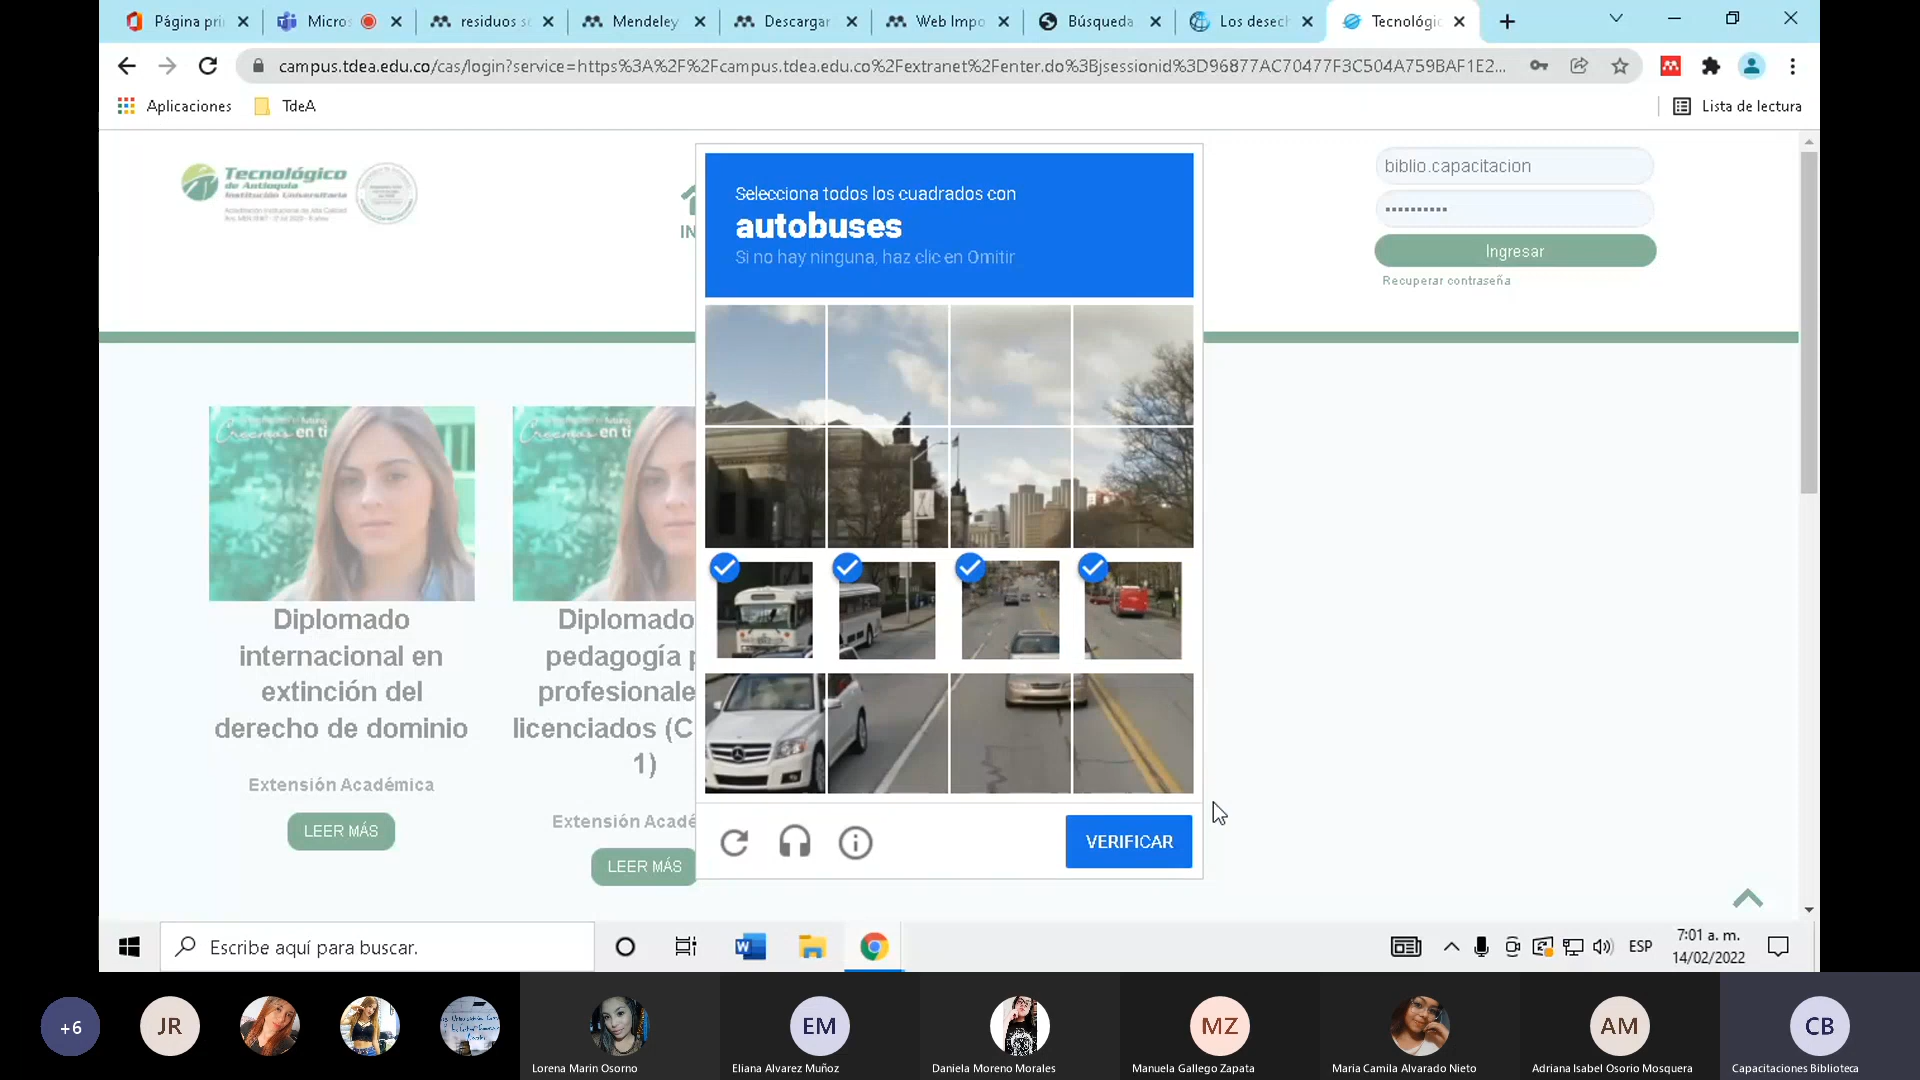 Página pri
Micros
residuos s
Mendeley
Descargar
Web Impo
Búsqueda
Los desech
Tecnológic
campus.tdea.edu.co/cas/login?service=https%3A%2F%2Fcampus.tdea.edu.co%2Fextranet%2Fenter.do%3Bjsessionid%3D96877AC70477F3C504A759BAF1E2...
Aplicaciones
TdeA
Lista de lectura
Tecnológico
de Antioquia
Institución Universitaria
IN
biblio.capacitacion
••••••••••
Ingresar
Recuperar contraseña
Selecciona todos los cuadrados con
autobuses
Si no hay ninguna, haz clic en Omitir
Creemos en ti
Creemos en ti
Diplomado
internacional en
extinción del
derecho de dominio
Extensión Académica
LEER MÁS
Diplomado
pedagogía p
profesionale
licenciados (C
1)
Extensión Acadé
LEER MÁS
VERIFICAR
Escribe aquí para buscar.
ESP
7:01 a. m.
14/02/2022
+6
JR
EM
MZ
AM
CB
Lorena Marin Osorno
Eliana Alvarez Muñoz
Daniela Moreno Morales
Manuela Gallego Zapata
Maria Camila Alvarado Nieto
Adriana Isabel Osorio Mosquera
Capacitaciones Biblioteca